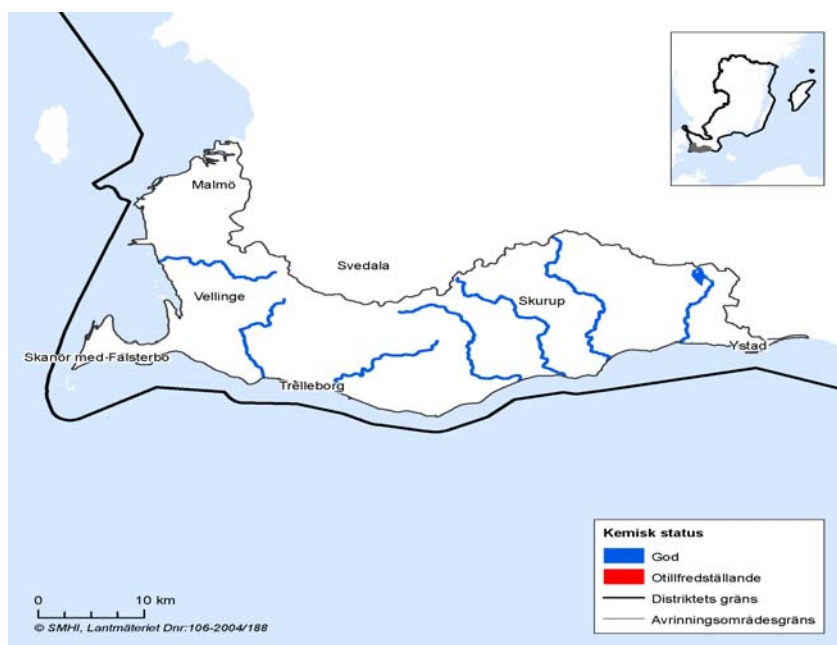 Malmö
Svedala
Vellinge
Skurup
Skanör med-Falsterbo
Ystad
Trelleborg
Kemisk status
God
Otillfredställande
Distriktets gräns
Avrinningsområdesgräns
0 10 km
© SMHI, Lantmäteriet Dnr:106-2004/188